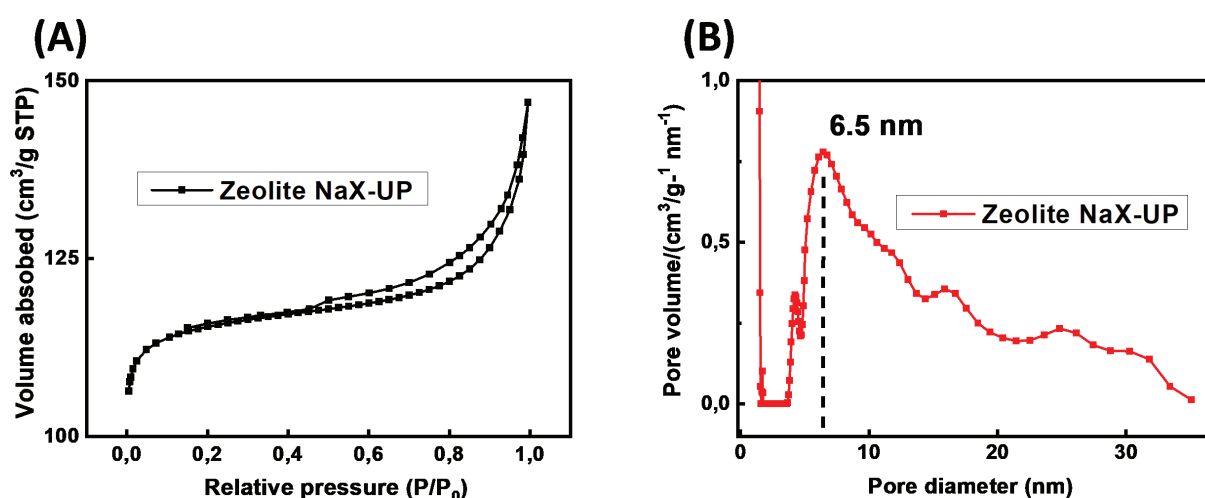 (A)
150
125
100
Volume absobed (cm³/g STP)
Zeolite NaX-UP
0,0 0,2 0,4 0,6 0,8 1,0
Relative pressure (P/P₀)
(B)
1,0
0,5
0,0
Pore volume/(cm³/g⁻¹ nm⁻¹)
6.5 nm
Zeolite NaX-UP
0 10 20 30
Pore diameter (nm)